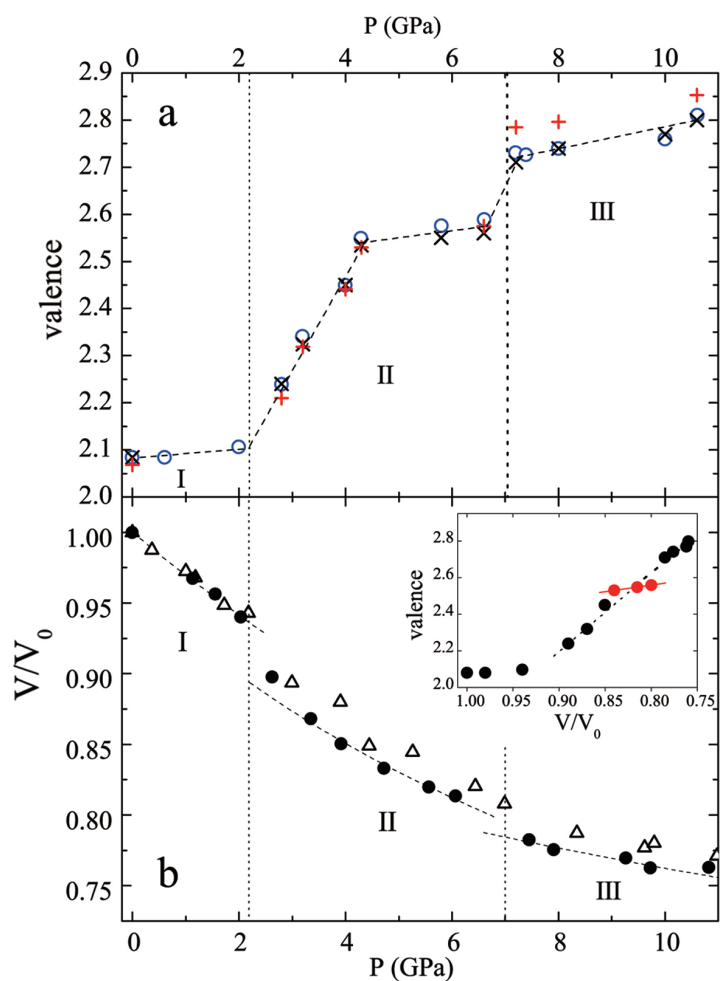 P (GPa)
0 2 4 6 8 10
2.9
a
2.8
2.7
III
2.6
valence
2.5
2.4
II
2.3
2.2
2.1
I
2.0
1.00
2.8
valence
2.6
0.95
I
2.4
V/V0
2.2
0.90
2.0
1.00 0.95 0.90 0.85 0.80 0.75
V/V0
0.85
0.80
II
b
III
0.75
0 2 4 6 8 10
P (GPa)